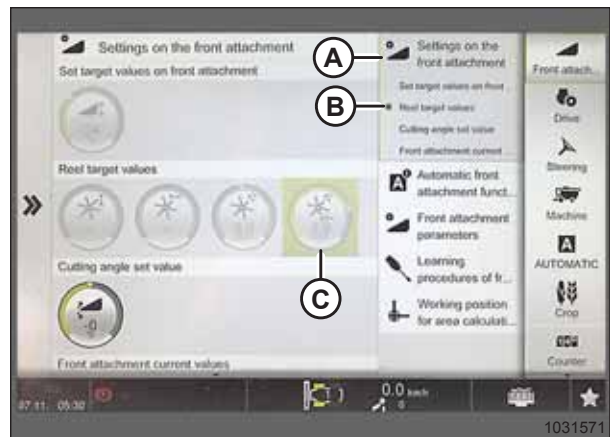 Settings on the front attachment
Set target values on front attachment
Reel target values
Cutting angle set value
-0
Front attachment current values
A
B
C
Settings on the
front attachment
Set target values on front ...
Reel target values
Cutting angle set value
Front attachment current ...
Automatic front
attachment funct...
Front attachment
parameters
Learning
procedures of fr...
Working position
for area calculati...
Front attach...
Drive
Steering
Machine
A
AUTOMATIC
Crop
Counter
07.11. 05:30
0.0 km/h
0
1031571